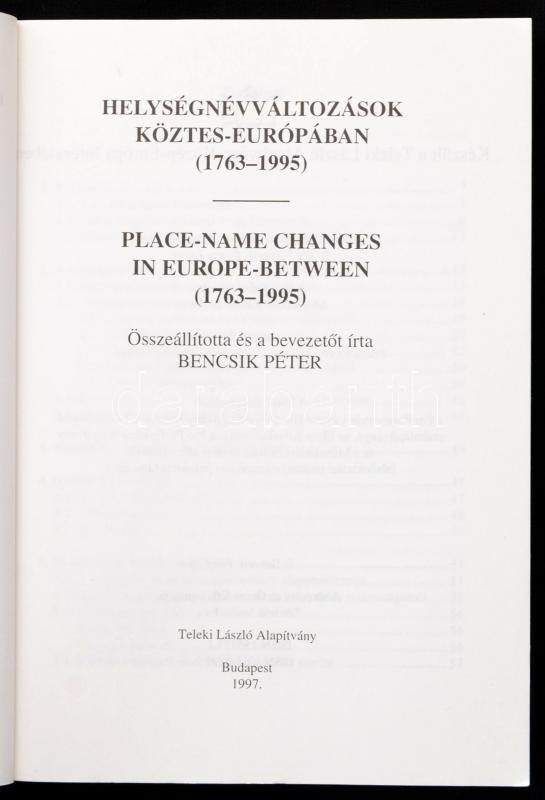 HELYSÉGNÉVVÁLTOZÁSOK
KÖZTES-EURÓPÁBAN
(1763–1995)
PLACE-NAME CHANGES
IN EUROPE-BETWEEN
(1763–1995)
Összeállította és a bevezetőt írta
BENCSIK PÉTER
darabanth
Teleki László Alapítvány
Budapest
1997.